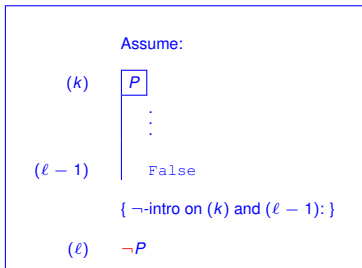 Assume:
(k) P
.
.
.
(ℓ − 1) False
{ ¬-intro on (k) and (ℓ − 1): }
(ℓ) ¬P